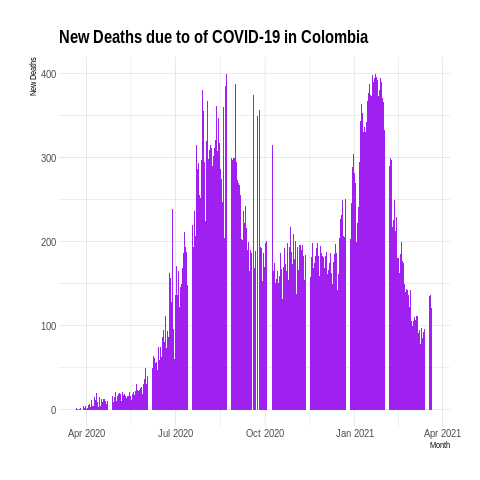 New Deaths due to of COVID-19 in Colombia
New Deaths
400
300
200
100
0
Apr 2020
Jul 2020
Oct 2020
Jan 2021
Apr 2021
Month